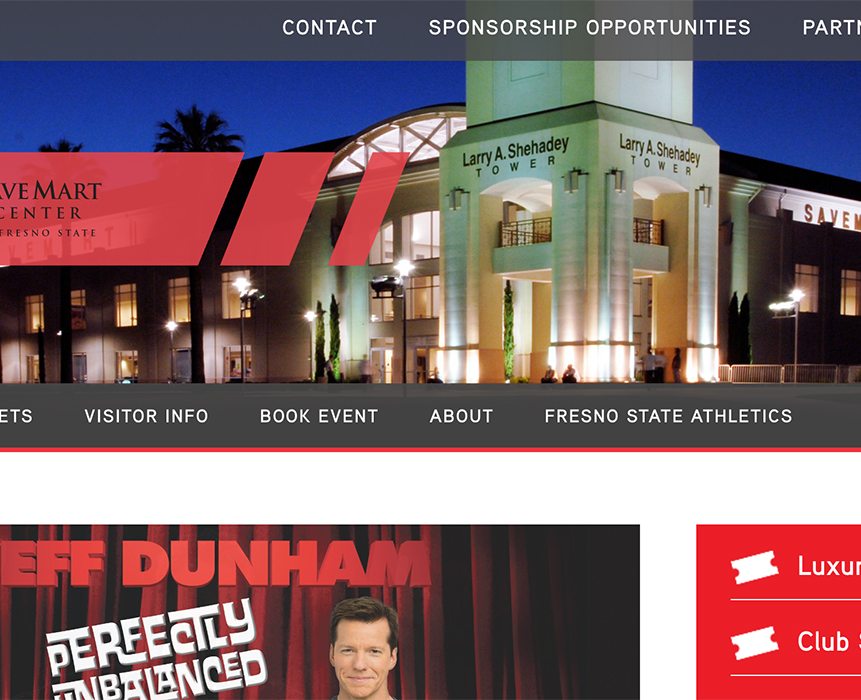 CONTACT SPONSORSHIP OPPORTUNITIES PARTN
Larry A. Shehadey
TOWER
Larry A. Shehadey
TOWER
AVE MART
CENTER
FRESNO STATE
SAVEM
ETS VISITOR INFO BOOK EVENT ABOUT FRESNO STATE ATHLETICS
EFF DUNHAM
PERFECTLY
UNBALANCED
Luxur
Club S